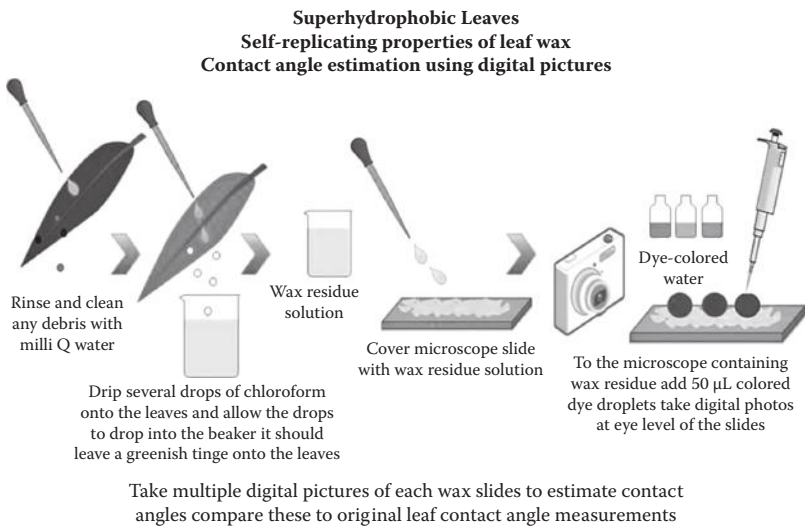 Superhydrophobic Leaves
Self-replicating properties of leaf wax
Contact angle estimation using digital pictures
Rinse and clean
any debris with
milli Q water
Drip several drops of chloroform
onto the leaves and allow the drops
to drop into the beaker it should
leave a greenish tinge onto the leaves
Wax residue
solution
Cover microscope slide
with wax residue solution
Dye-colored
water
To the microscope containing
wax residue add 50 μL colored
dye droplets take digital photos
at eye level of the slides
Take multiple digital pictures of each wax slides to estimate contact
angles compare these to original leaf contact angle measurements